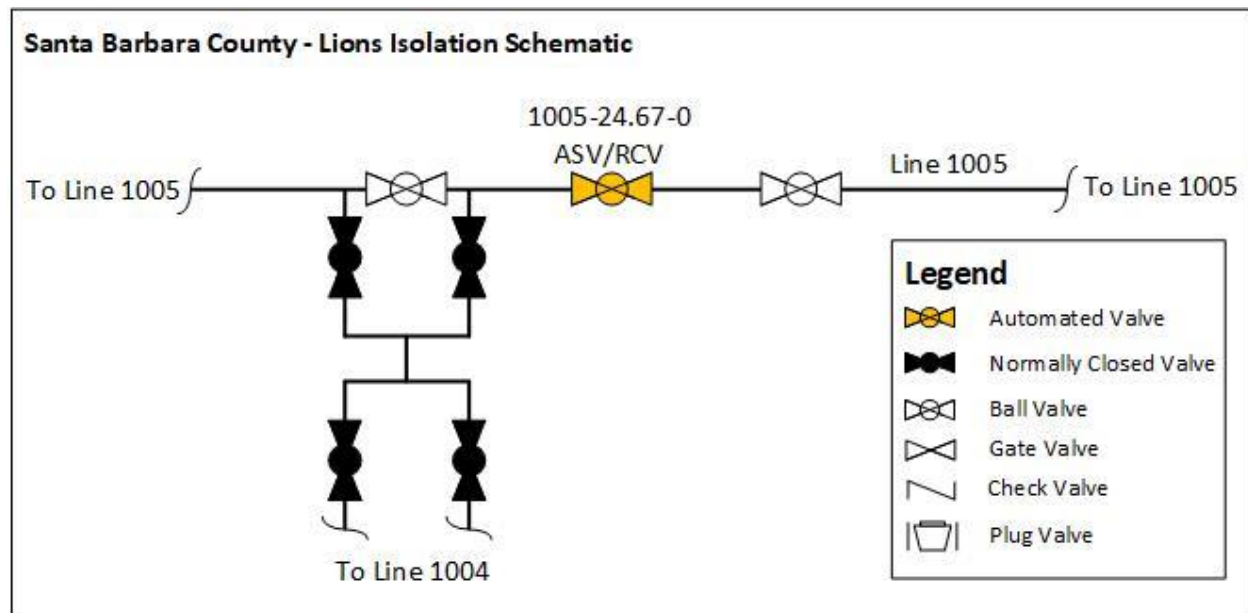 Santa Barbara County - Lions Isolation Schematic
1005-24.67-0
ASV/RCV
To Line 1005
Line 1005
To Line 1005
Legend
Automated Valve
Normally Closed Valve
Ball Valve
Gate Valve
Check Valve
Plug Valve
To Line 1004